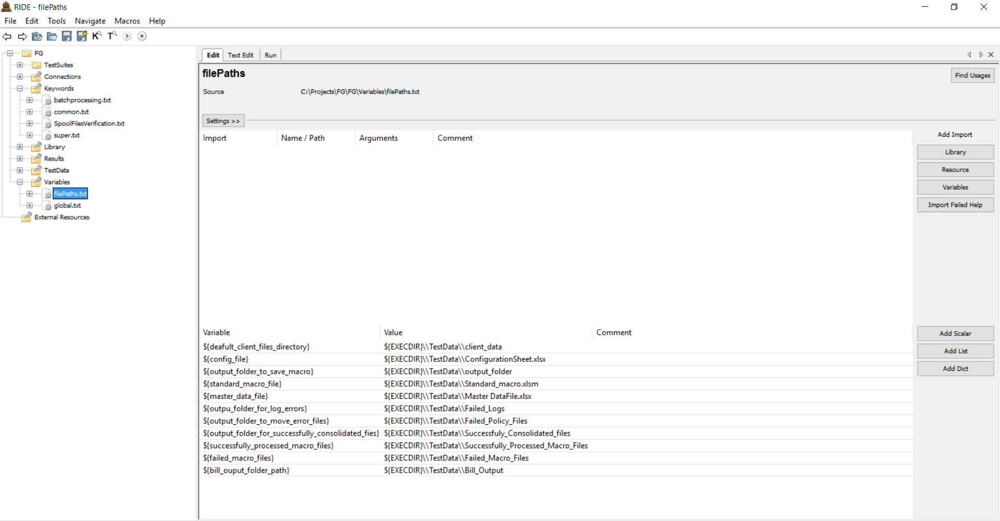 RIDE - filePaths
File Edit Tools Navigate Macros Help
K T
FG
TestSuites
Connections
Keywords
batchprocessing.txt
common.txt
SpoolFilesVerification.txt
super.txt
Library
Results
TestData
Variables
filePaths.txt
global.txt
External Resources
Edit Text Edit Run
filePaths
Find Usages
Source C:\Projects\FG\FG\Variables\filePaths.txt
Settings >>
Import Name / Path Arguments Comment
Add Import
Library
Resource
Variables
Import Failed Help
Variable Value Comment
${deafult_client_files_directory} ${EXECDIR}\\TestData\\client_data
${config_file} ${EXECDIR}\\TestData\\ConfigurationSheet.xlsx
${output_folder_to_save_macro} ${EXECDIR}\\TestData\\output_folder
${standard_macro_file} ${EXECDIR}\\TestData\\Standard_macro.xlsm
${master_data_file} ${EXECDIR}\\TestData\\Master DataFile.xlsx
${outpu_folder_for_log_errors} ${EXECDIR}\\TestData\\Failed_Logs
${output_folder_to_move_error_files} ${EXECDIR}\\TestData\\Failed_Policy_Files
${output_folder_for_successfully_consolidated_fies} ${EXECDIR}\\TestData\\Successfuly_Consolidated_files
${successfully_processed_macro_files} ${EXECDIR}\\TestData\\Successfully_Processed_Macro_Files
${failed_macro_files} ${EXECDIR}\\TestData\\Failed_Macro_Files
${bill_ouput_folder_path} ${EXECDIR}\\TestData\\Bill_Output
Add Scalar
Add List
Add Dict